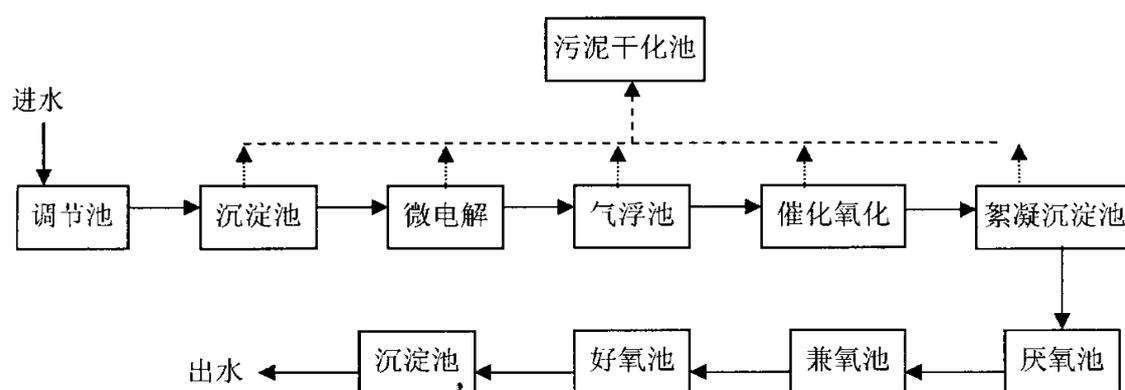 污泥干化池
进水
调节池
沉淀池
微电解
气浮池
催化氧化
絮凝沉淀池
出水
沉淀池
好氧池
兼氧池
厌氧池